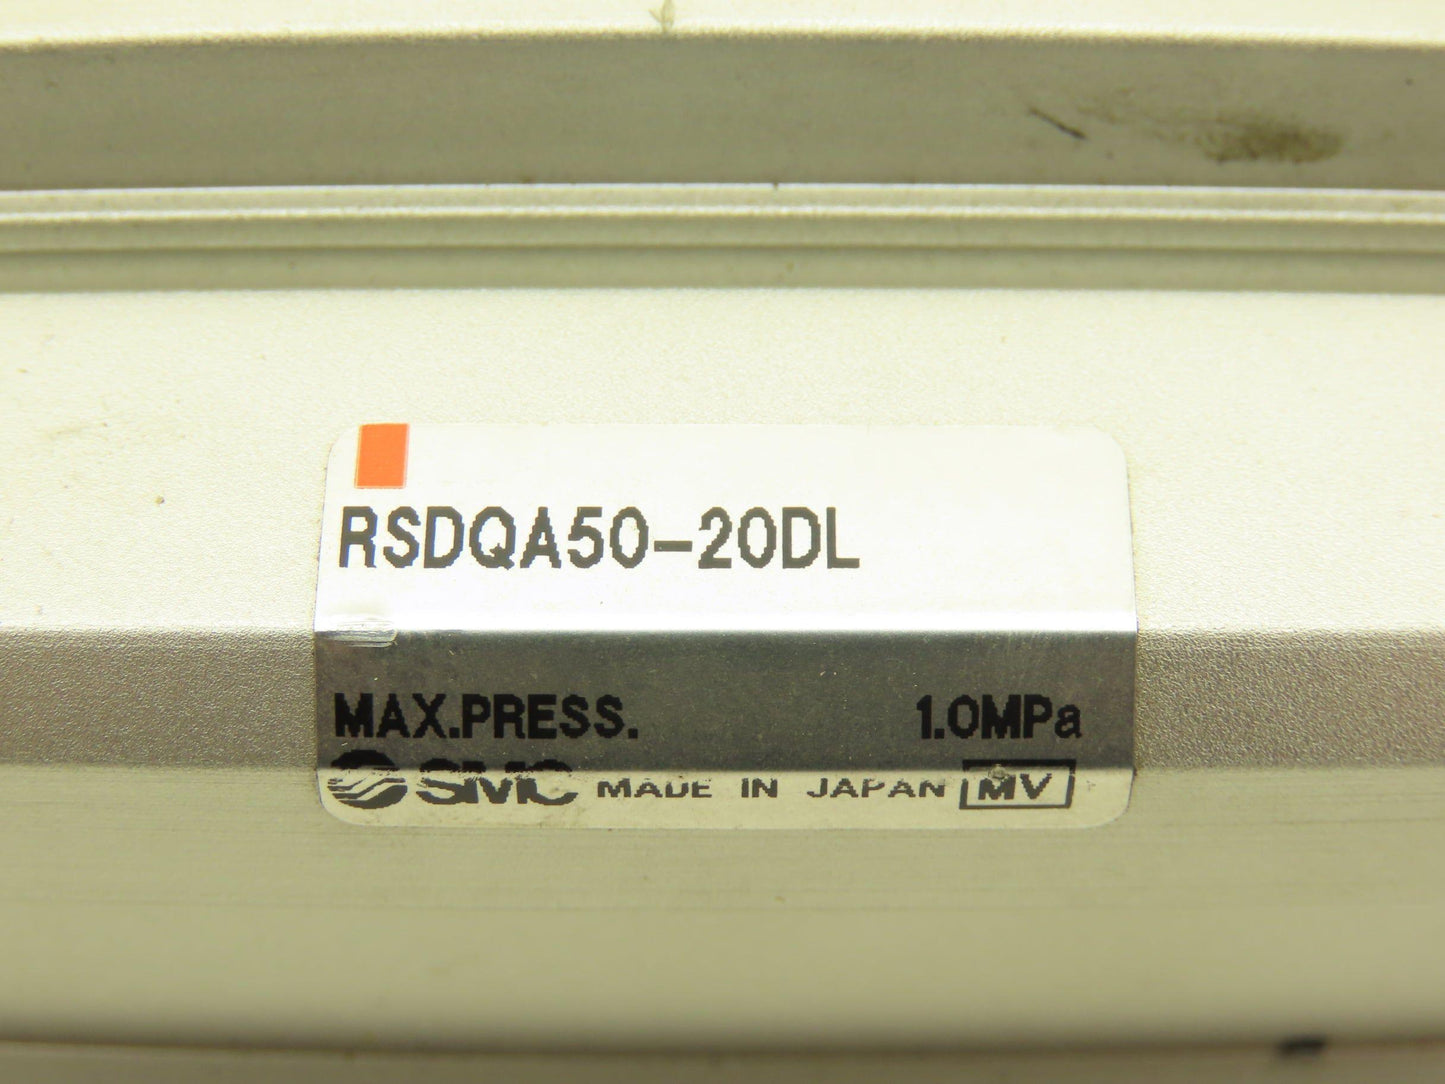 RSDQA50-20DL
MAX.PRESS. 1.0MPa
SMC MADE IN JAPAN MV